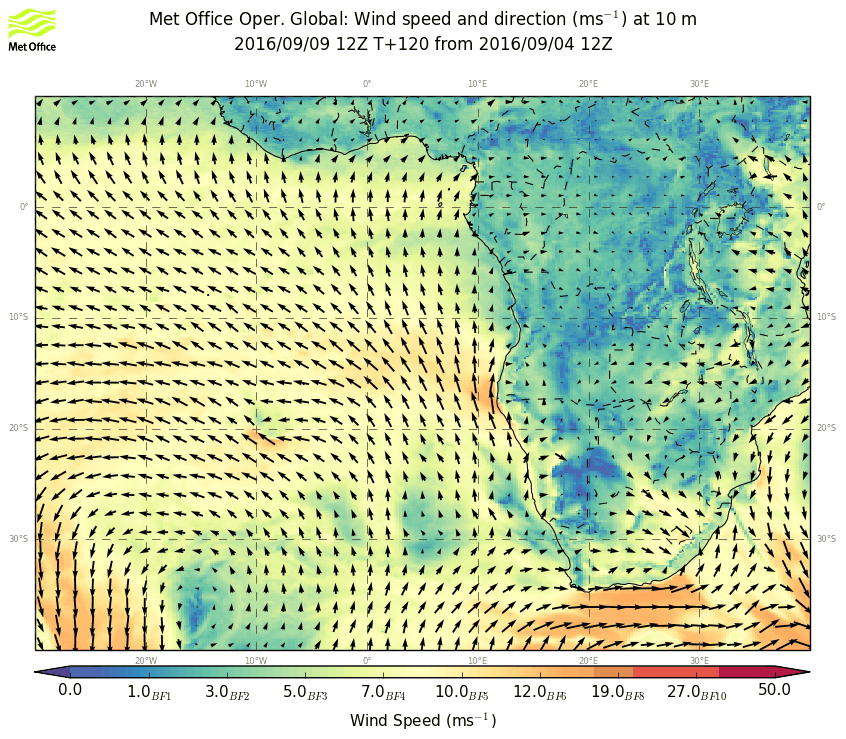 Met Office
Met Office Oper. Global: Wind speed and direction (ms⁻¹) at 10 m
2016/09/09 12Z T+120 from 2016/09/04 12Z
20°W 10°W 0° 10°E 20°E 30°E
0° 0°
10°S 10°S
20°S 20°S
30°S 30°S
20°W 10°W 0° 10°E 20°E 30°E
0.0 1.0BF1 3.0BF2 5.0BF3 7.0BF4 10.0BF5 12.0BF6 19.0BF8 27.0BF10 50.0
Wind Speed (ms⁻¹)